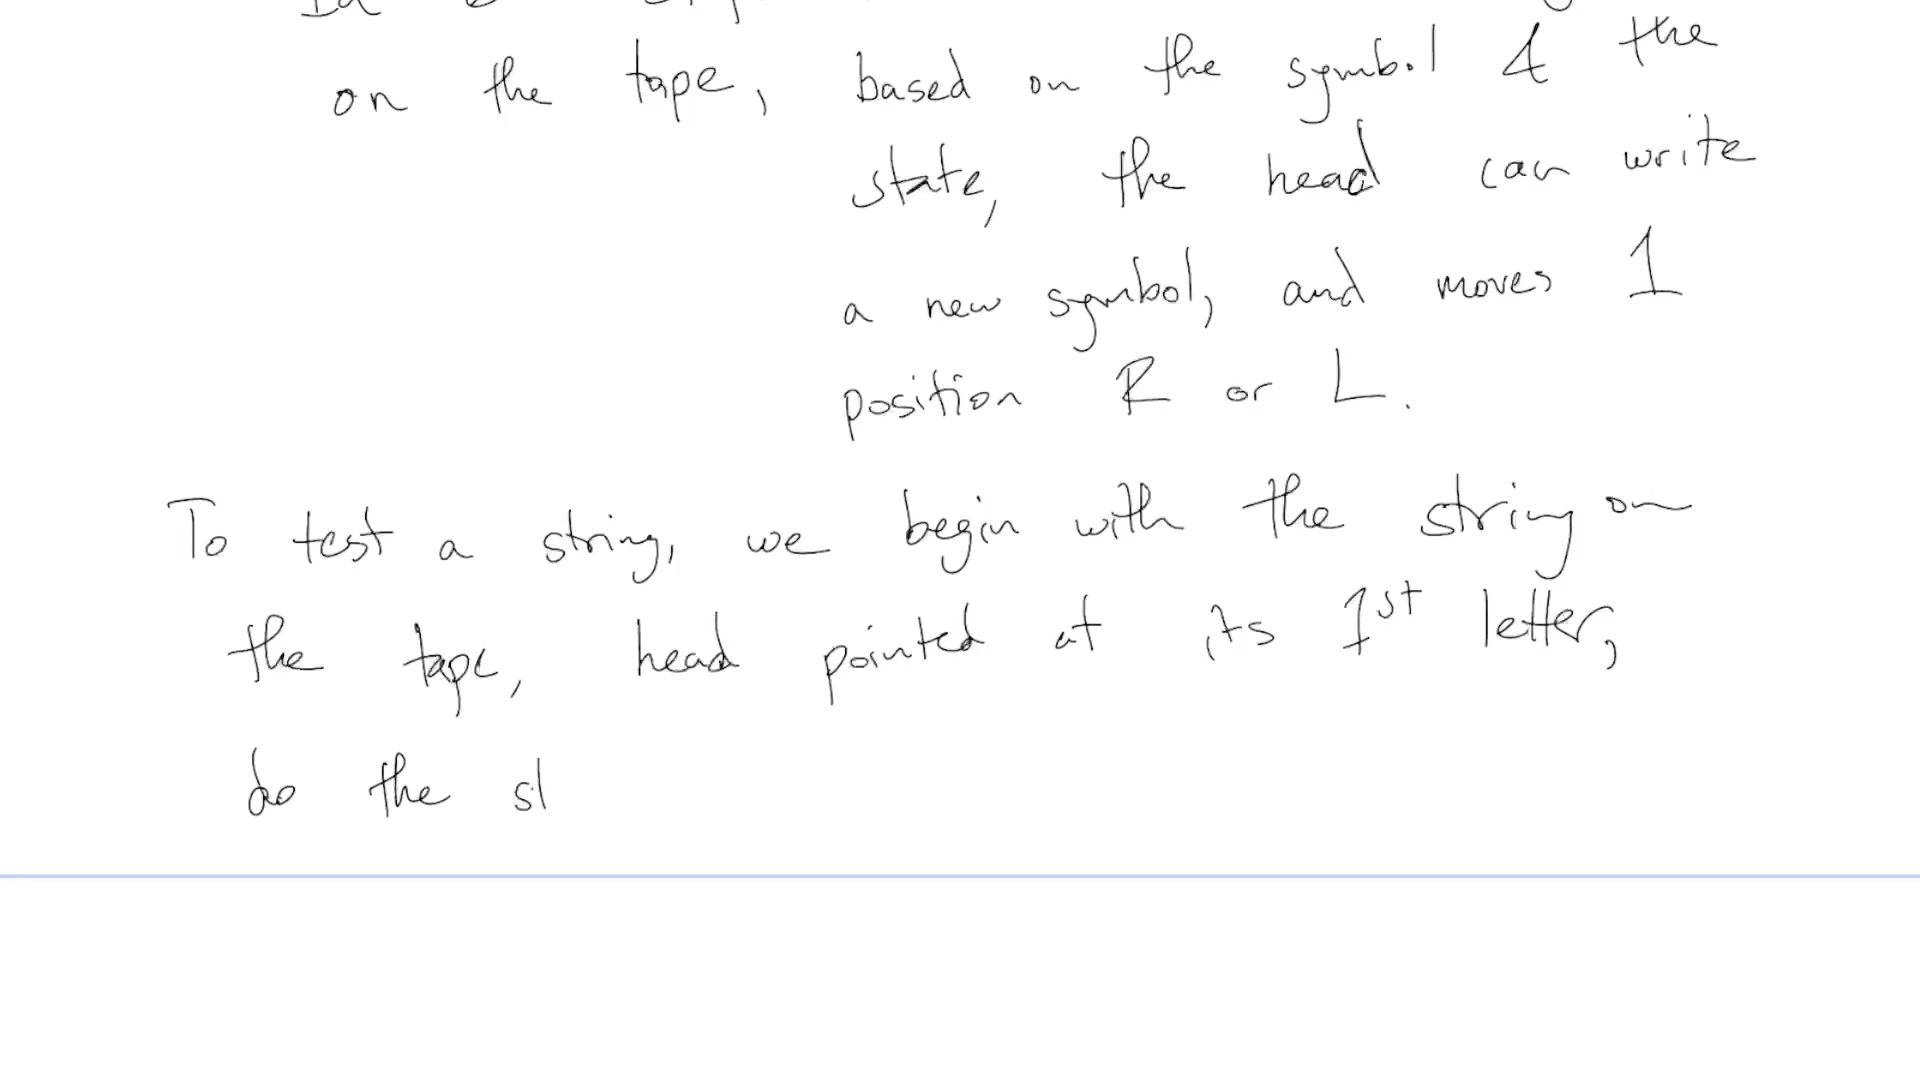 on the tape, based on the symbol & the
state, the head can write
a new symbol, and moves 1
position R or L.
To test a string, we begin with the string on
the tape, head pointed at its 1st letter,
do the sl